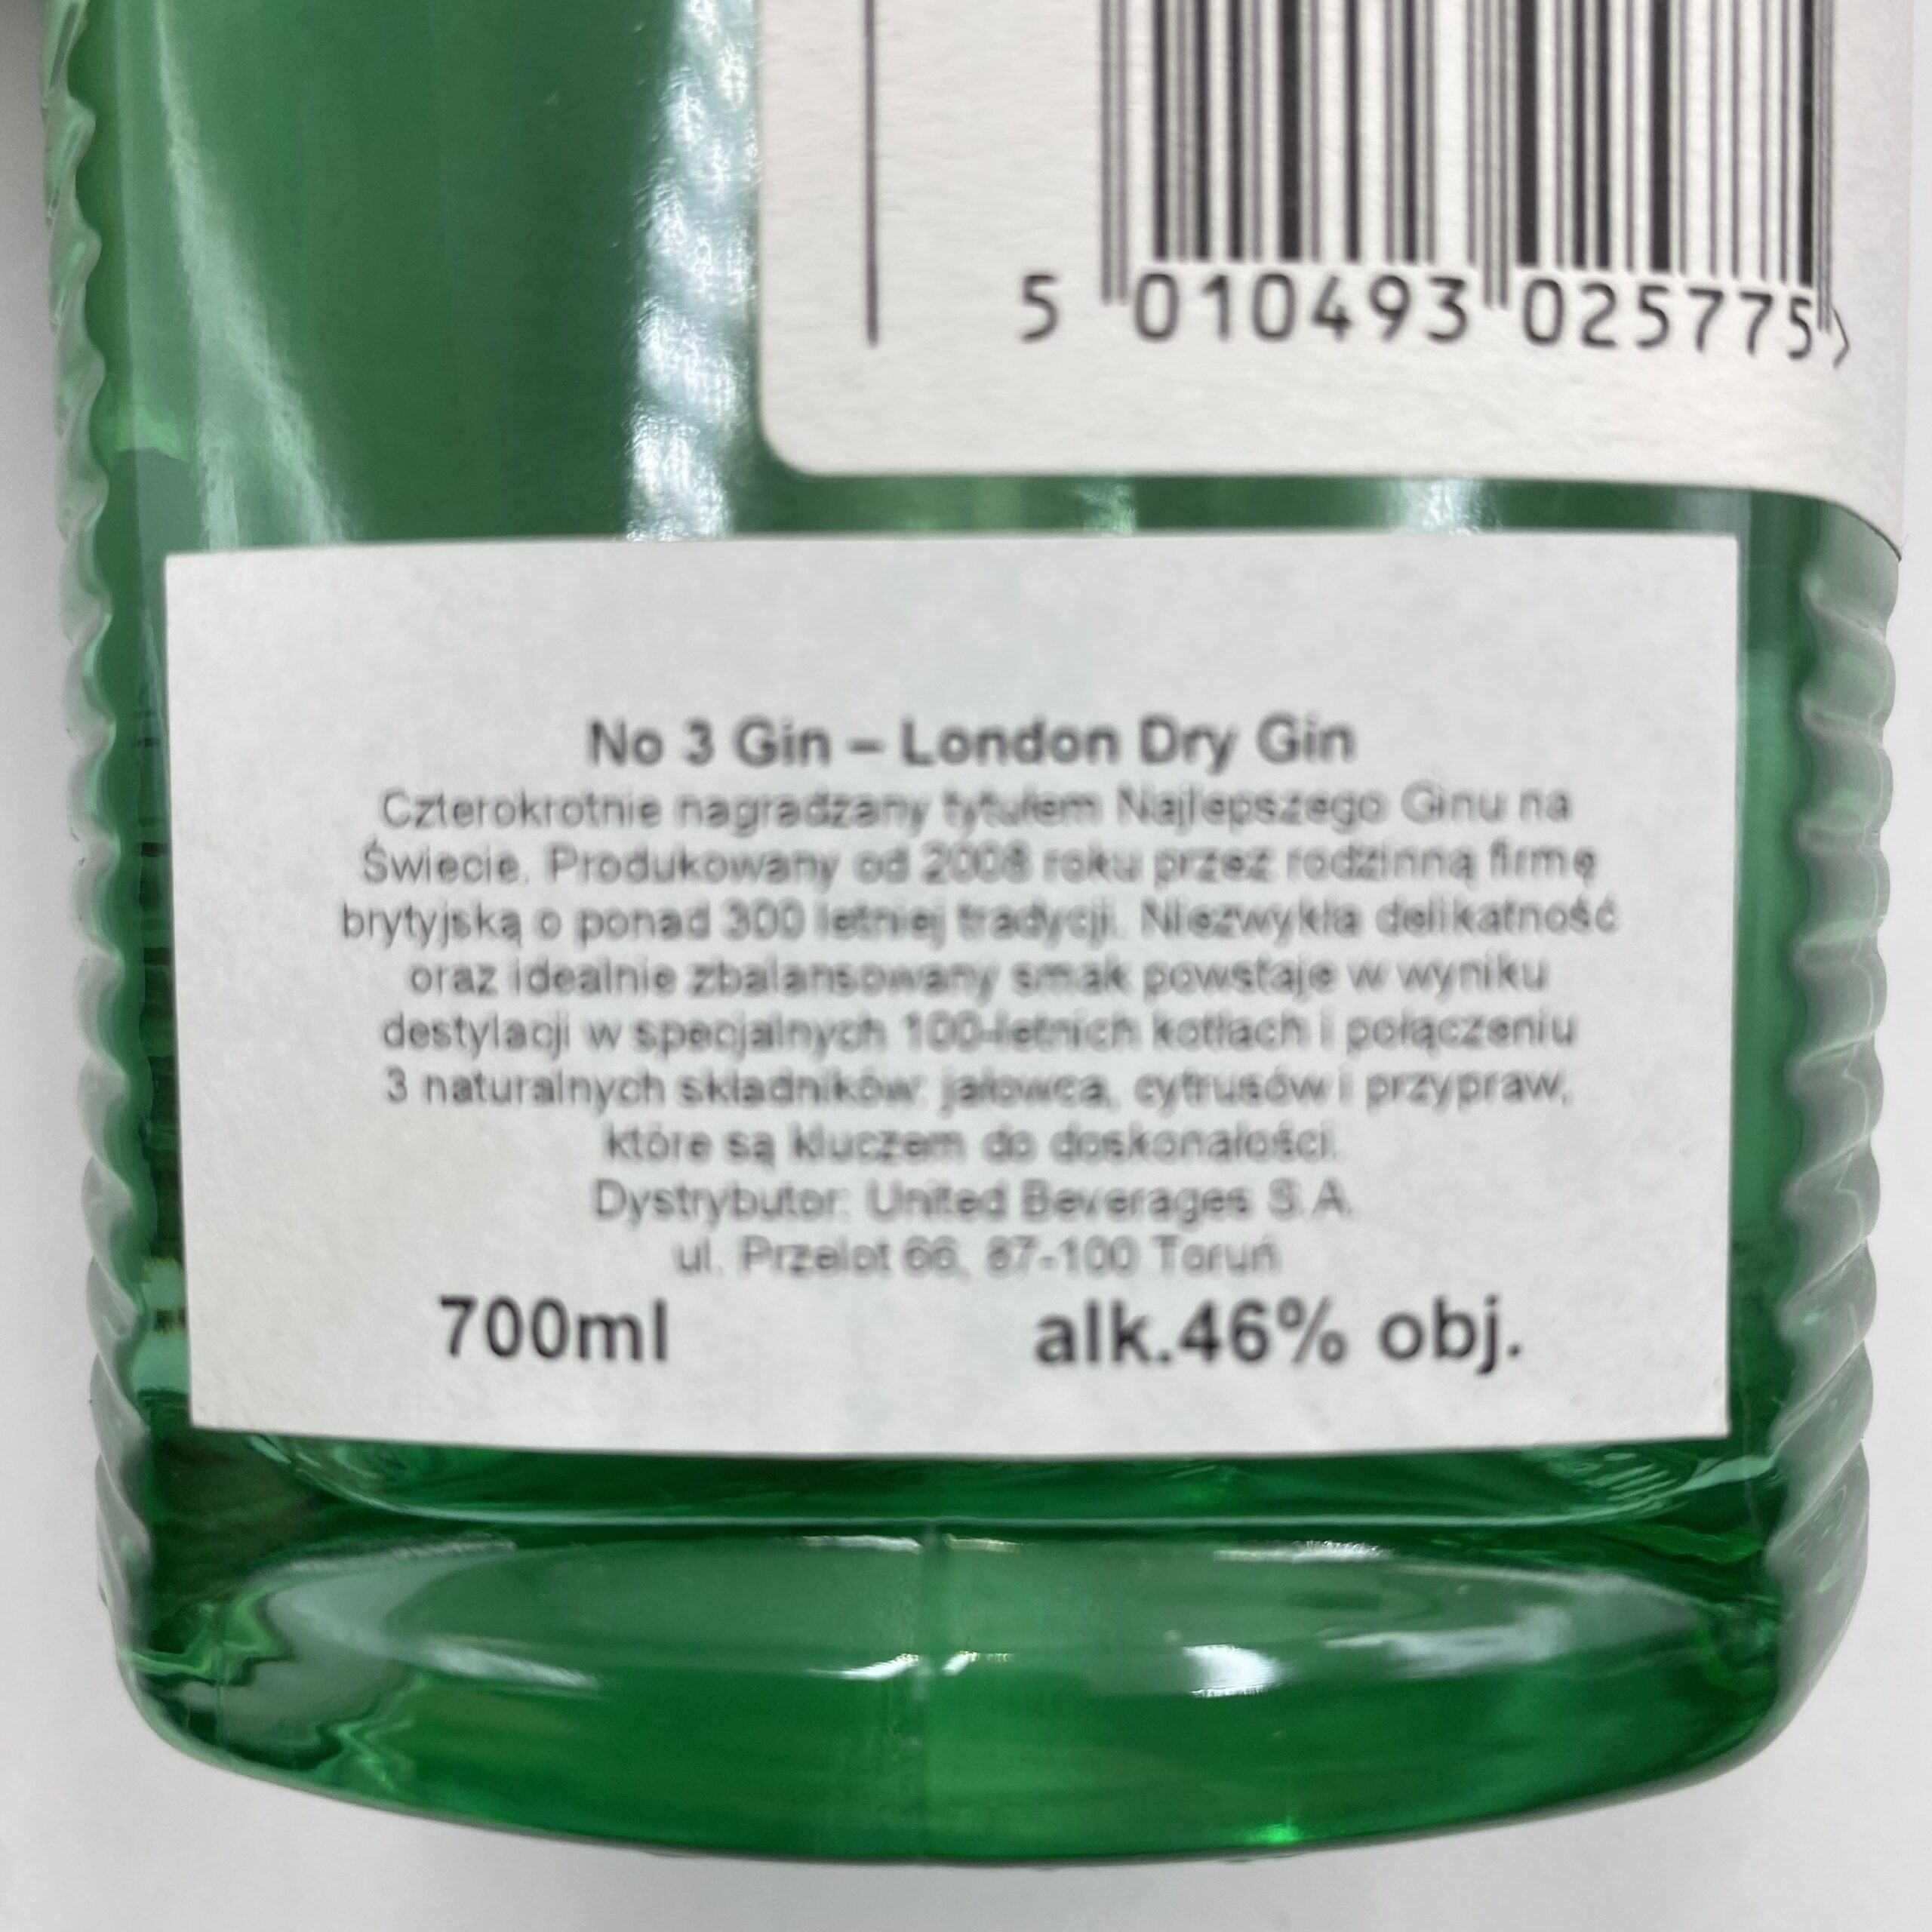 5 010493 025775 >
No 3 Gin – London Dry Gin
Czterokrotnie nagradzany tytułem Najlepszego Ginu na
Świecie. Produkowany od 2008 roku przez rodzinną firmę
brytyjską o ponad 300 letniej tradycji. Niezwykła delikatność
oraz idealnie zbalansowany smak powstaje w wyniku
destylacji w specjalnych 100-letnich kotłach i połączeniu
3 naturalnych składników: jałowca, cytrusów i przypraw,
które są kluczem do doskonałości.
Dystrybutor: United Beverages S.A.
ul. Przelot 66, 87-100 Toruń
700ml alk.46% obj.